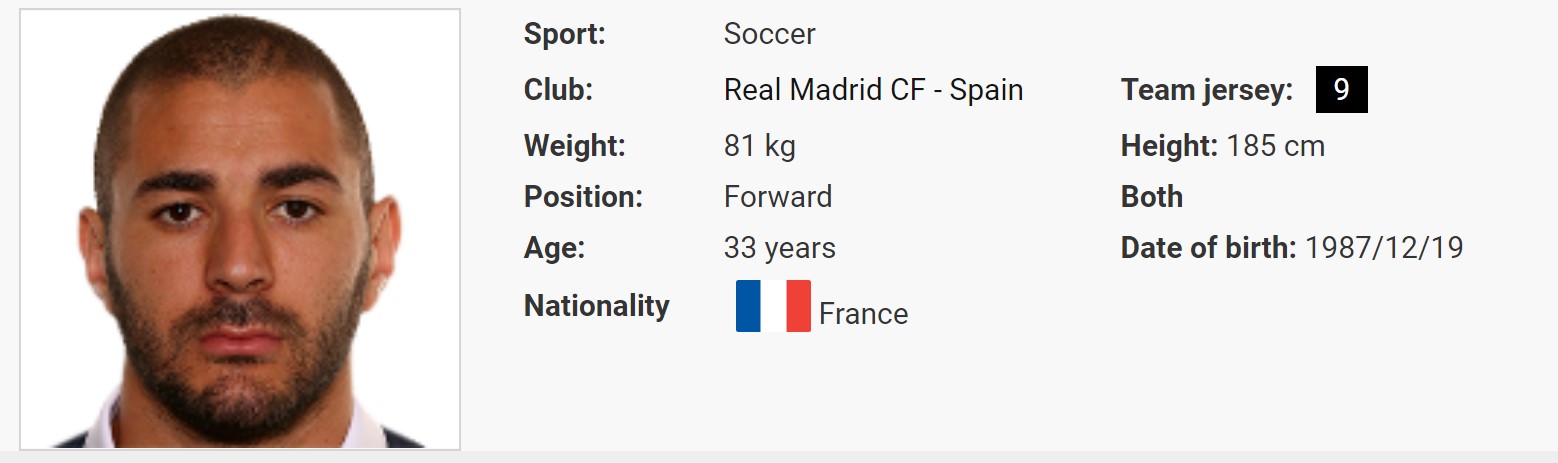 Sport: Soccer
Club: Real Madrid CF - Spain Team jersey: 9
Weight: 81 kg Height: 185 cm
Position: Forward Both
Age: 33 years Date of birth: 1987/12/19
Nationality France